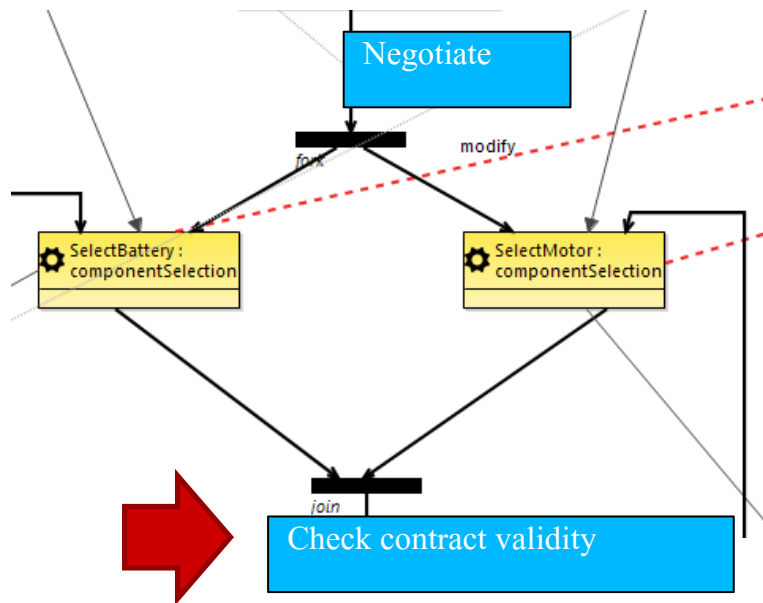 Negotiate
fork
modify
SelectBattery :
componentSelection
SelectMotor :
componentSelection
join
Check contract validity